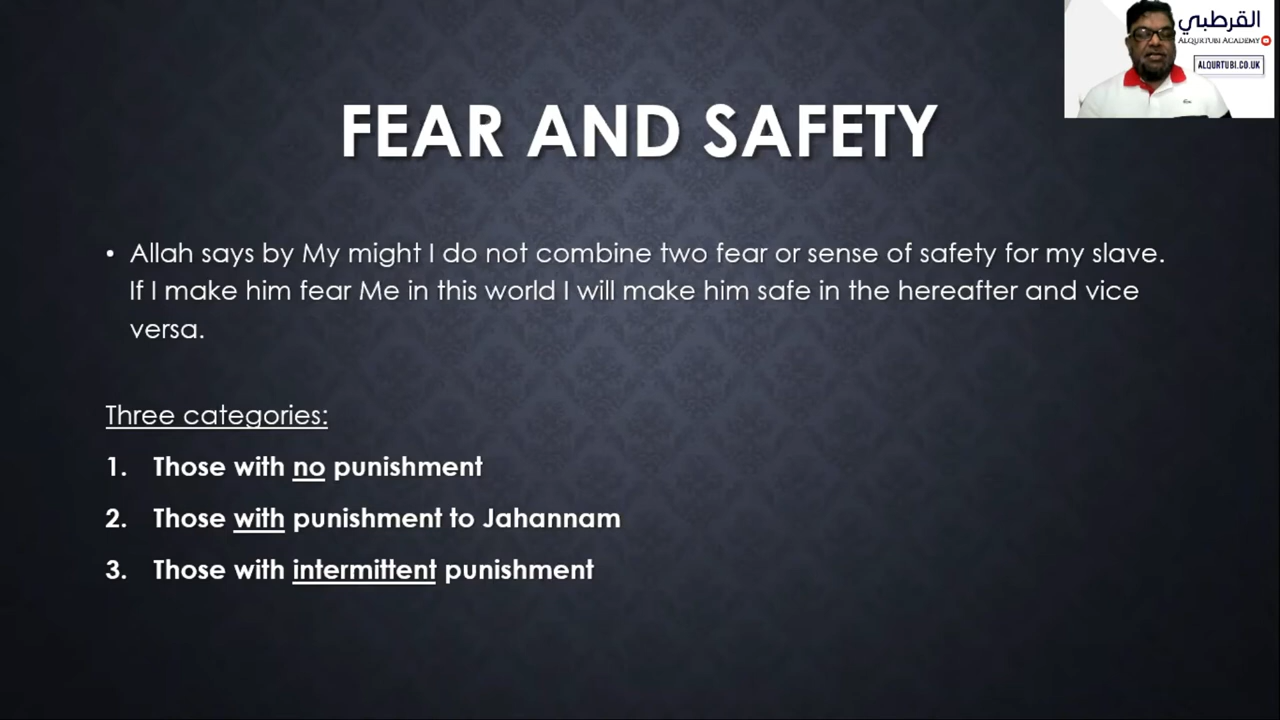 القرطبي
ALQURTUBI ACADEMY
ALQURTUBI.CO.UK
FEAR AND SAFETY
• Allah says by My might I do not combine two fear or sense of safety for my slave.
If I make him fear Me in this world I will make him safe in the hereafter and vice
versa.
Three categories:
1. Those with no punishment
2. Those with punishment to Jahannam
3. Those with intermittent punishment